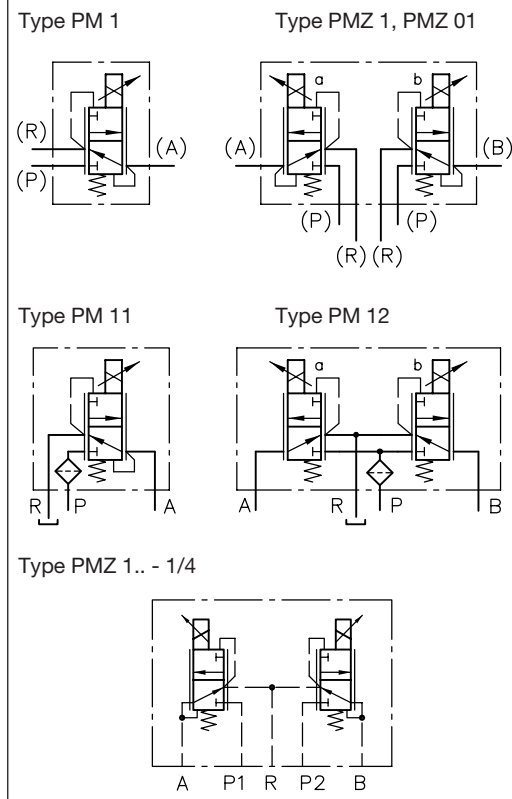 Type PM 1
Type PMZ 1, PMZ 01
a b
(R) (A) (A) (B)
(P)
(P) (P)
(R) (R)
Type PM 11
Type PM 12
a b
R P A A R P B
Type PMZ 1.. - 1/4
A P1 R P2 B